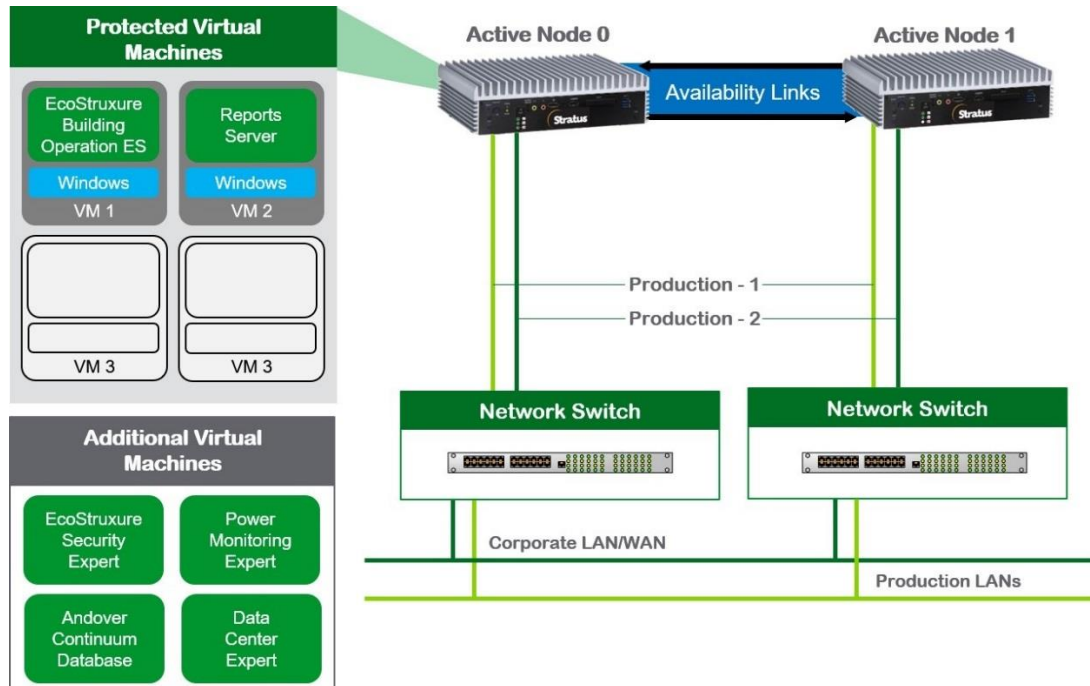 Protected Virtual
Machines
EcoStruxure
Building
Operation ES
Windows
VM 1
Reports
Server
Windows
VM 2
VM 3
VM 3
Additional Virtual
Machines
EcoStruxure
Security
Expert
Power
Monitoring
Expert
Andover
Continuum
Database
Data
Center
Expert
Active Node 0
Active Node 1
Stratus
Availability Links
Stratus
Production - 1
Production - 2
Network Switch
Network Switch
Corporate LAN/WAN
Production LANs